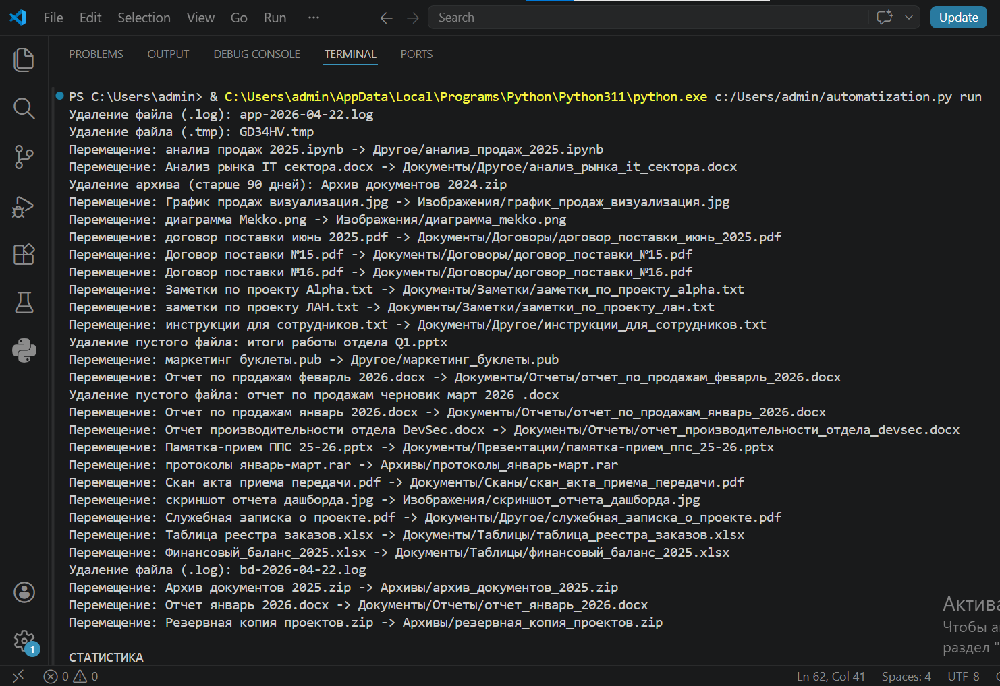 File Edit Selection View Go Run ··· Search Update
PROBLEMS OUTPUT DEBUG CONSOLE TERMINAL PORTS
PS C:\Users\admin> & C:\Users\admin\AppData\Local\Programs\Python\Python311\python.exe c:/Users/admin/automatization.py run
Удаление файла (.log): app-2026-04-22.log
Удаление файла (.tmp): GD34HV.tmp
Перемещение: анализ продаж 2025.ipynb -> Другое/анализ_продаж_2025.ipynb
Перемещение: Анализ рынка IT сектора.docx -> Документы/Другое/анализ_рынка_it_сектора.docx
Удаление архива (старше 90 дней): Архив документов 2024.zip
Перемещение: График продаж визуализация.jpg -> Изображения/график_продаж_визуализация.jpg
Перемещение: диаграмма Mekko.png -> Изображения/диаграмма_mekko.png
Перемещение: договор поставки июнь 2025.pdf -> Документы/Договоры/договор_поставки_июнь_2025.pdf
Перемещение: Договор поставки №15.pdf -> Документы/Договоры/договор_поставки_№15.pdf
Перемещение: Договор поставки №16.pdf -> Документы/Договоры/договор_поставки_№16.pdf
Перемещение: Заметки по проекту Alpha.txt -> Документы/Заметки/заметки_по_проекту_alpha.txt
Перемещение: заметки по проекту ЛАН.txt -> Документы/Заметки/заметки_по_проекту_лан.txt
Перемещение: инструкции для сотрудников.txt -> Документы/Другое/инструкции_для_сотрудников.txt
Удаление пустого файла: итоги работы отдела Q1.pptx
Перемещение: маркетинг буклеты.pub -> Другое/маркетинг_буклеты.pub
Перемещение: Отчет по продажам феварль 2026.docx -> Документы/Отчеты/отчет_по_продажам_феварль_2026.docx
Удаление пустого файла: отчет по продажам черновик март 2026 .docx
Перемещение: Отчет по продажам январь 2026.docx -> Документы/Отчеты/отчет_по_продажам_январь_2026.docx
Перемещение: Отчет производительности отдела DevSec.docx -> Документы/Отчеты/отчет_производительности_отдела_devsec.docx
Перемещение: Памятка-прием ППС 25-26.pptx -> Документы/Презентации/памятка-прием_ппс_25-26.pptx
Перемещение: протоколы январь-март.rar -> Архивы/протоколы_январь-март.rar
Перемещение: Скан акта приема передачи.pdf -> Документы/Сканы/скан_акта_приема_передачи.pdf
Перемещение: скриншот отчета дашборда.jpg -> Изображения/скриншот_отчета_дашборда.jpg
Перемещение: Служебная записка о проекте.pdf -> Документы/Другое/служебная_записка_о_проекте.pdf
Перемещение: Таблица реестра заказов.xlsx -> Документы/Таблицы/таблица_реестра_заказов.xlsx
Перемещение: Финансовый_баланс_2025.xlsx -> Документы/Таблицы/финансовый_баланс_2025.xlsx
Удаление файла (.log): bd-2026-04-22.log
Перемещение: Архив документов 2025.zip -> Архивы/архив_документов_2025.zip
Перемещение: Отчет январь 2026.docx -> Документы/Отчеты/отчет_январь_2026.docx
Перемещение: Резервная копия проектов.zip -> Архивы/резервная_копия_проектов.zip
Актива
Чтобы а
раздел "
СТАТИСТИКА
1
0 0 Ln 62, Col 41 Spaces: 4 UTF-8